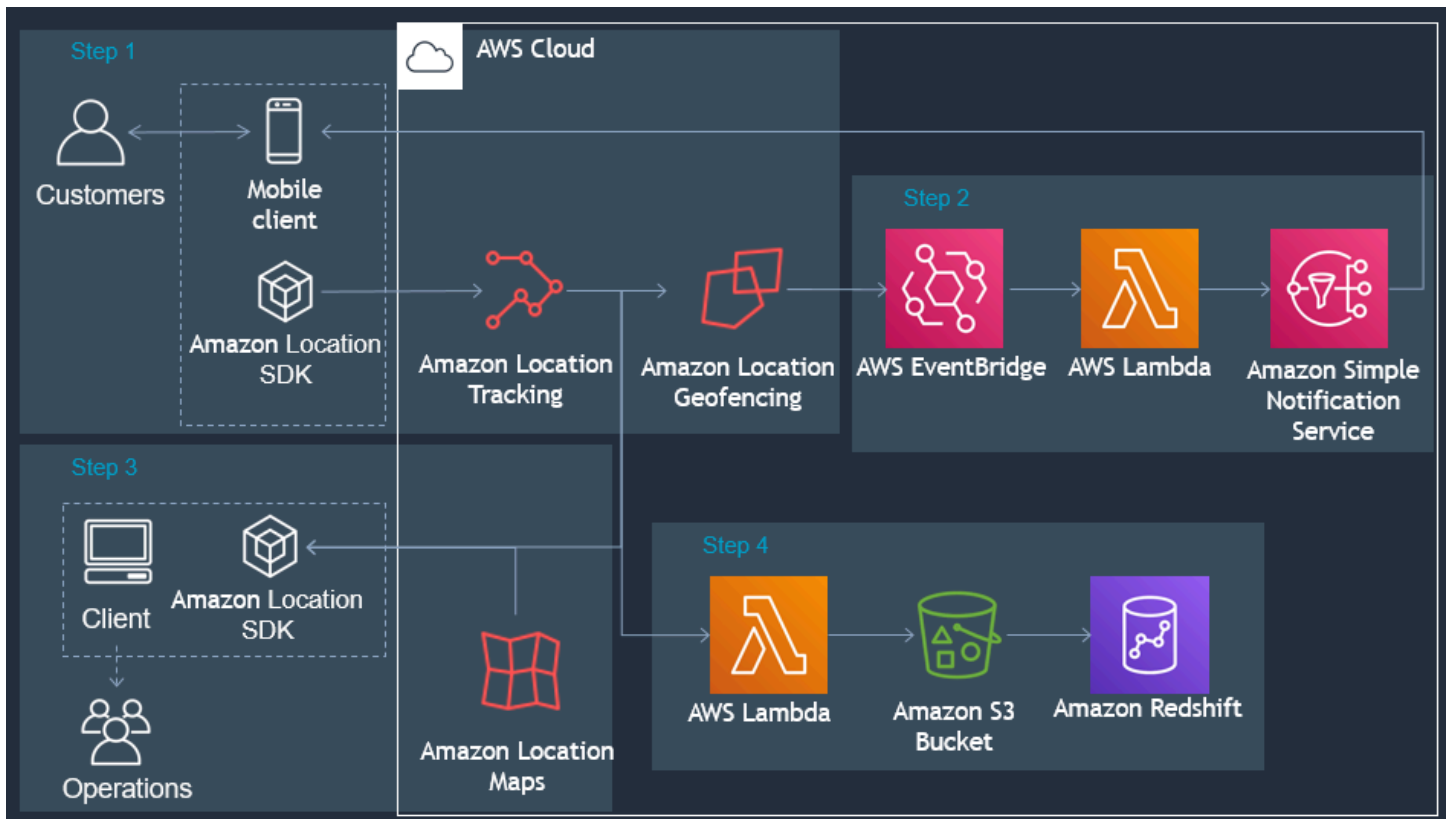 Step 1
AWS Cloud
Customers
Mobile
client
Amazon Location
SDK
Amazon Location
Tracking
Amazon Location
Geofencing
Step 2
AWS EventBridge
AWS Lambda
Amazon Simple
Notification
Service
Step 3
Client
Amazon Location
SDK
Operations
Amazon Location
Maps
Step 4
AWS Lambda
Amazon S3
Bucket
Amazon Redshift